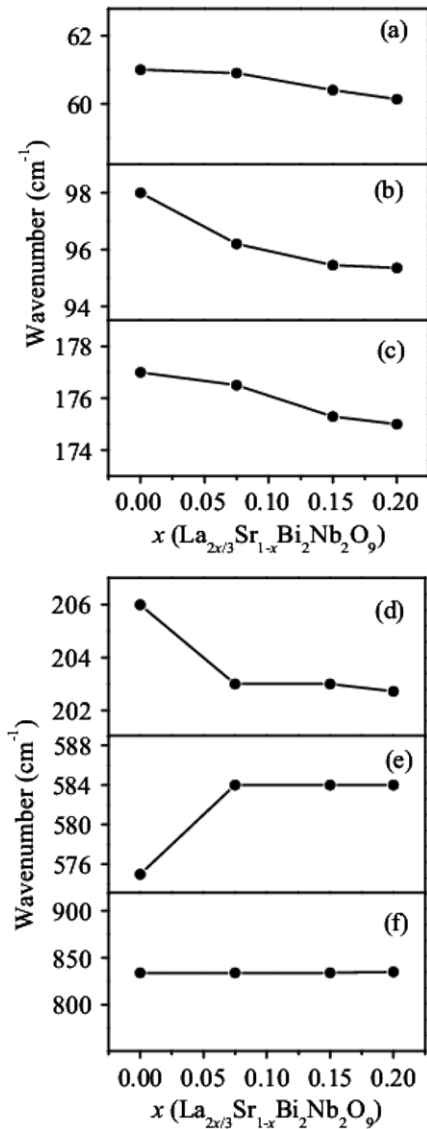 62
(a)
60
98
(b)
96
94
178
(c)
176
174
Wavenumber (cm⁻¹)
0.00 0.05 0.10 0.15 0.20
x (La₂ₓ/₃Sr₁₋ₓBi₂Nb₂O₉)
206
(d)
204
202
588
(e)
584
580
576
900
(f)
850
800
Wavenumber (cm⁻¹)
0.00 0.05 0.10 0.15 0.20
x (La₂ₓ/₃Sr₁₋ₓBi₂Nb₂O₉)